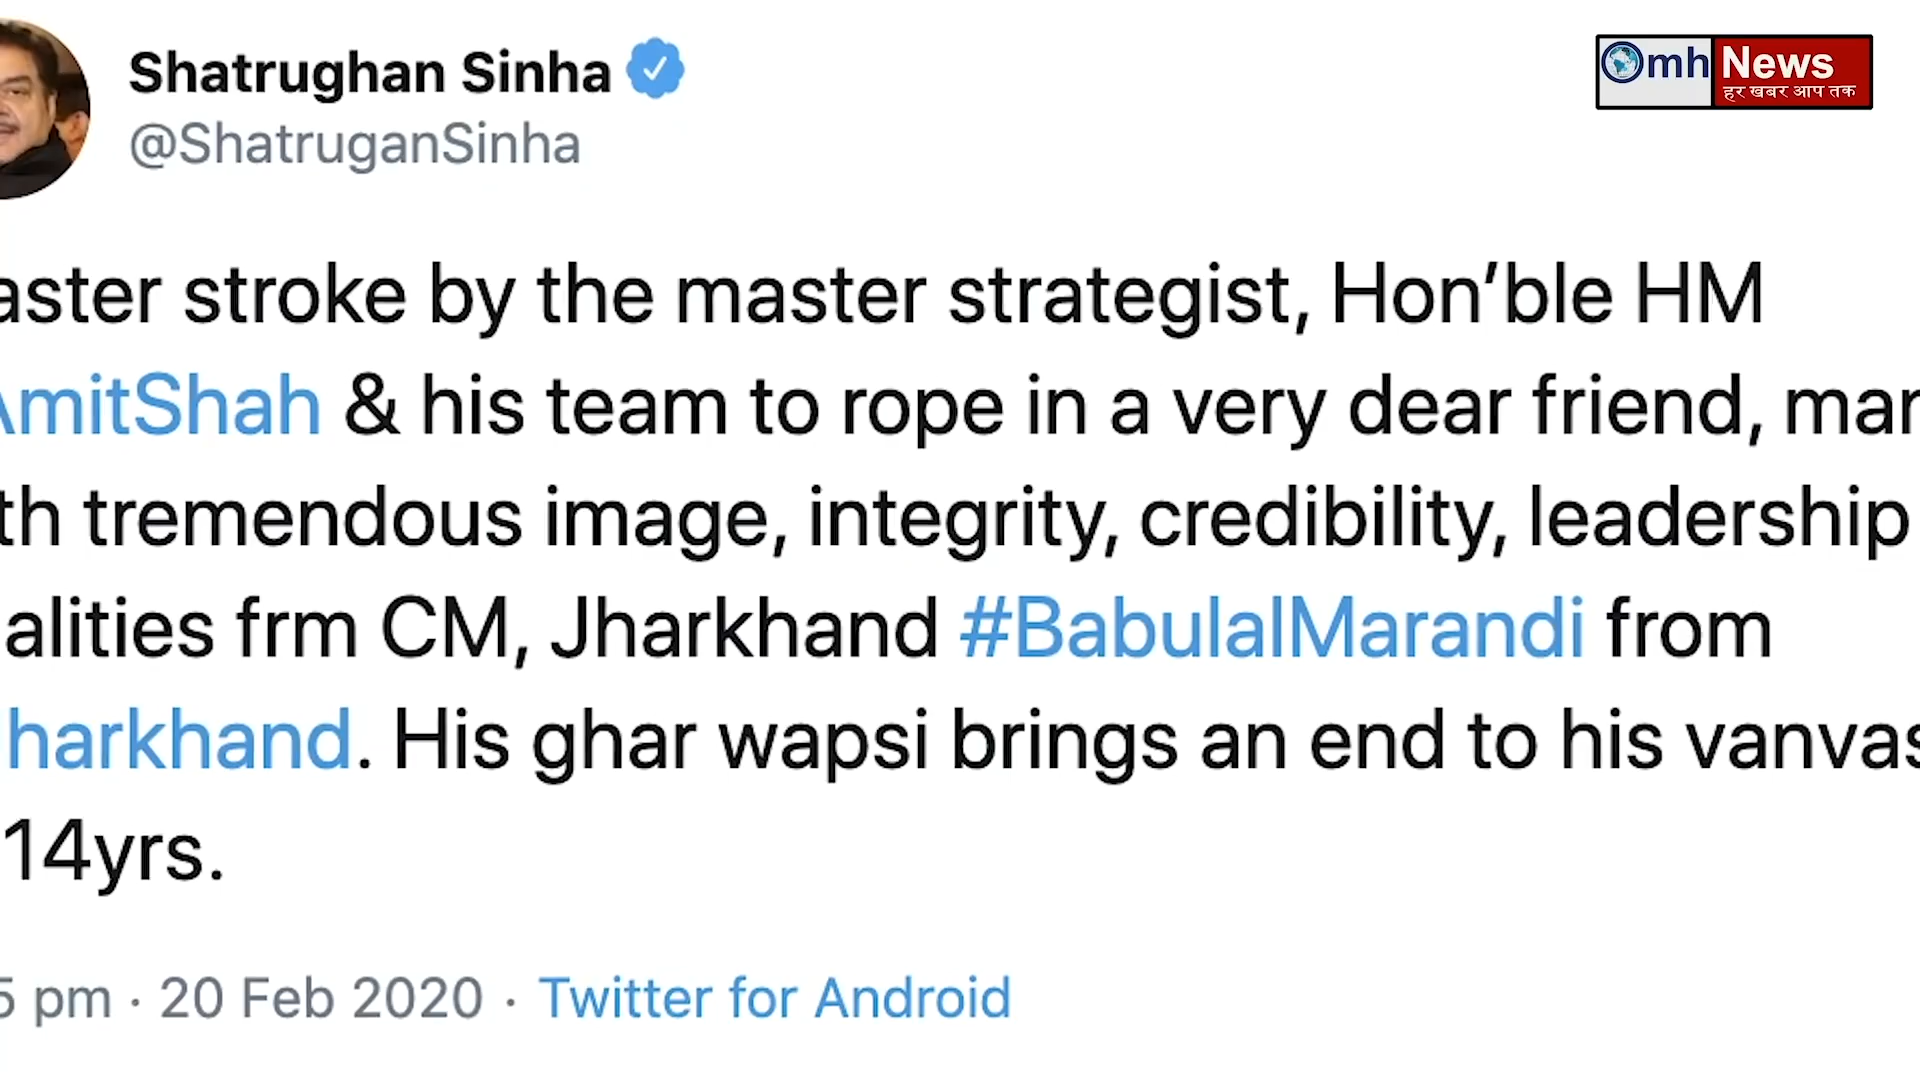 Shatrughan Sinha
@ShatruganSinha
Omh News
हर खबर आप तक
aster stroke by the master strategist, Hon’ble HM
AmitShah & his team to rope in a very dear friend, man
th tremendous image, integrity, credibility, leadership
alities frm CM, Jharkhand #BabulalMarandi from
harkhand. His ghar wapsi brings an end to his vanvas
14yrs.
5 pm · 20 Feb 2020 · Twitter for Android